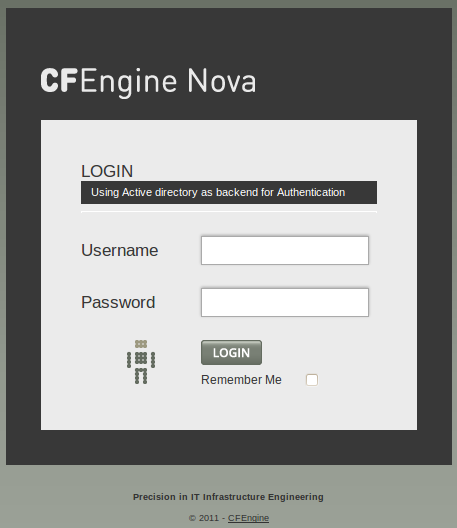 CFEngine Nova
LOGIN
Using Active directory as backend for Authentication
Username
Password
LOGIN
Remember Me
Precision in IT Infrastructure Engineering
© 2011 - CFEngine